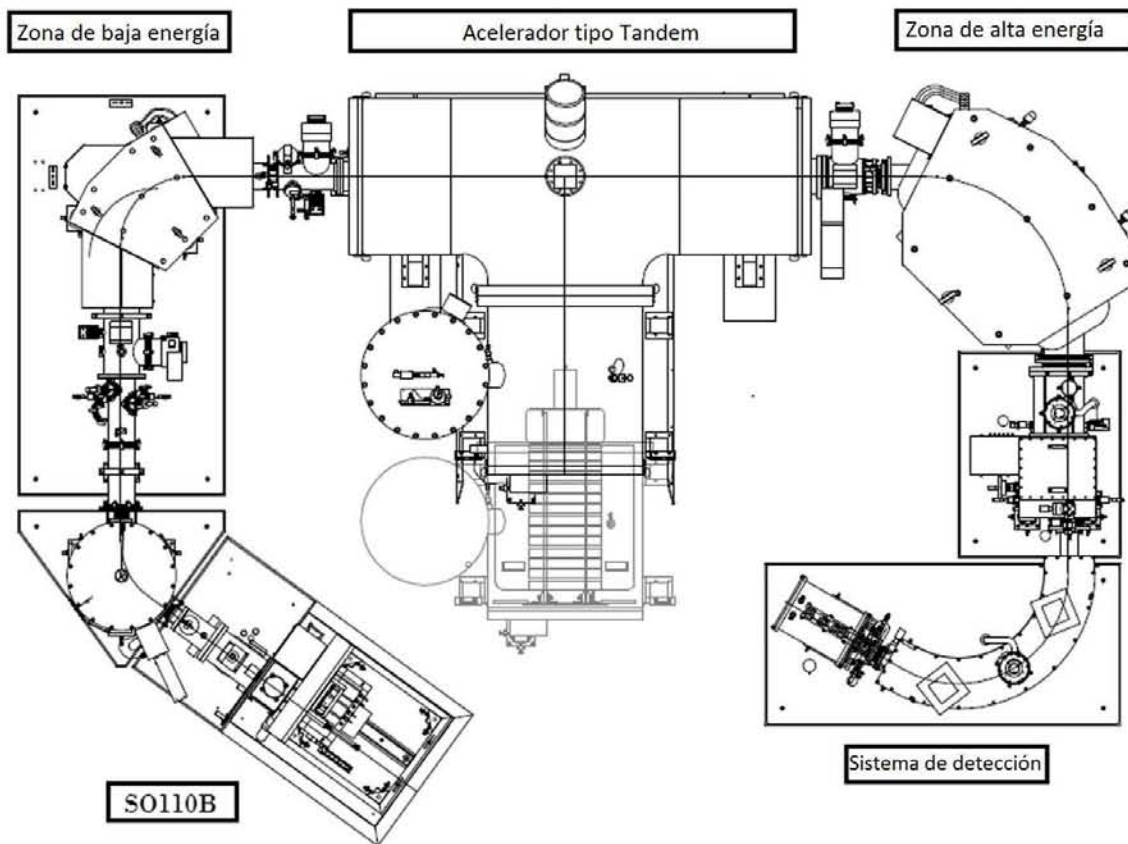 Zona de baja energía
Acelerador tipo Tandem
Zona de alta energía
Sistema de detección
SO110B